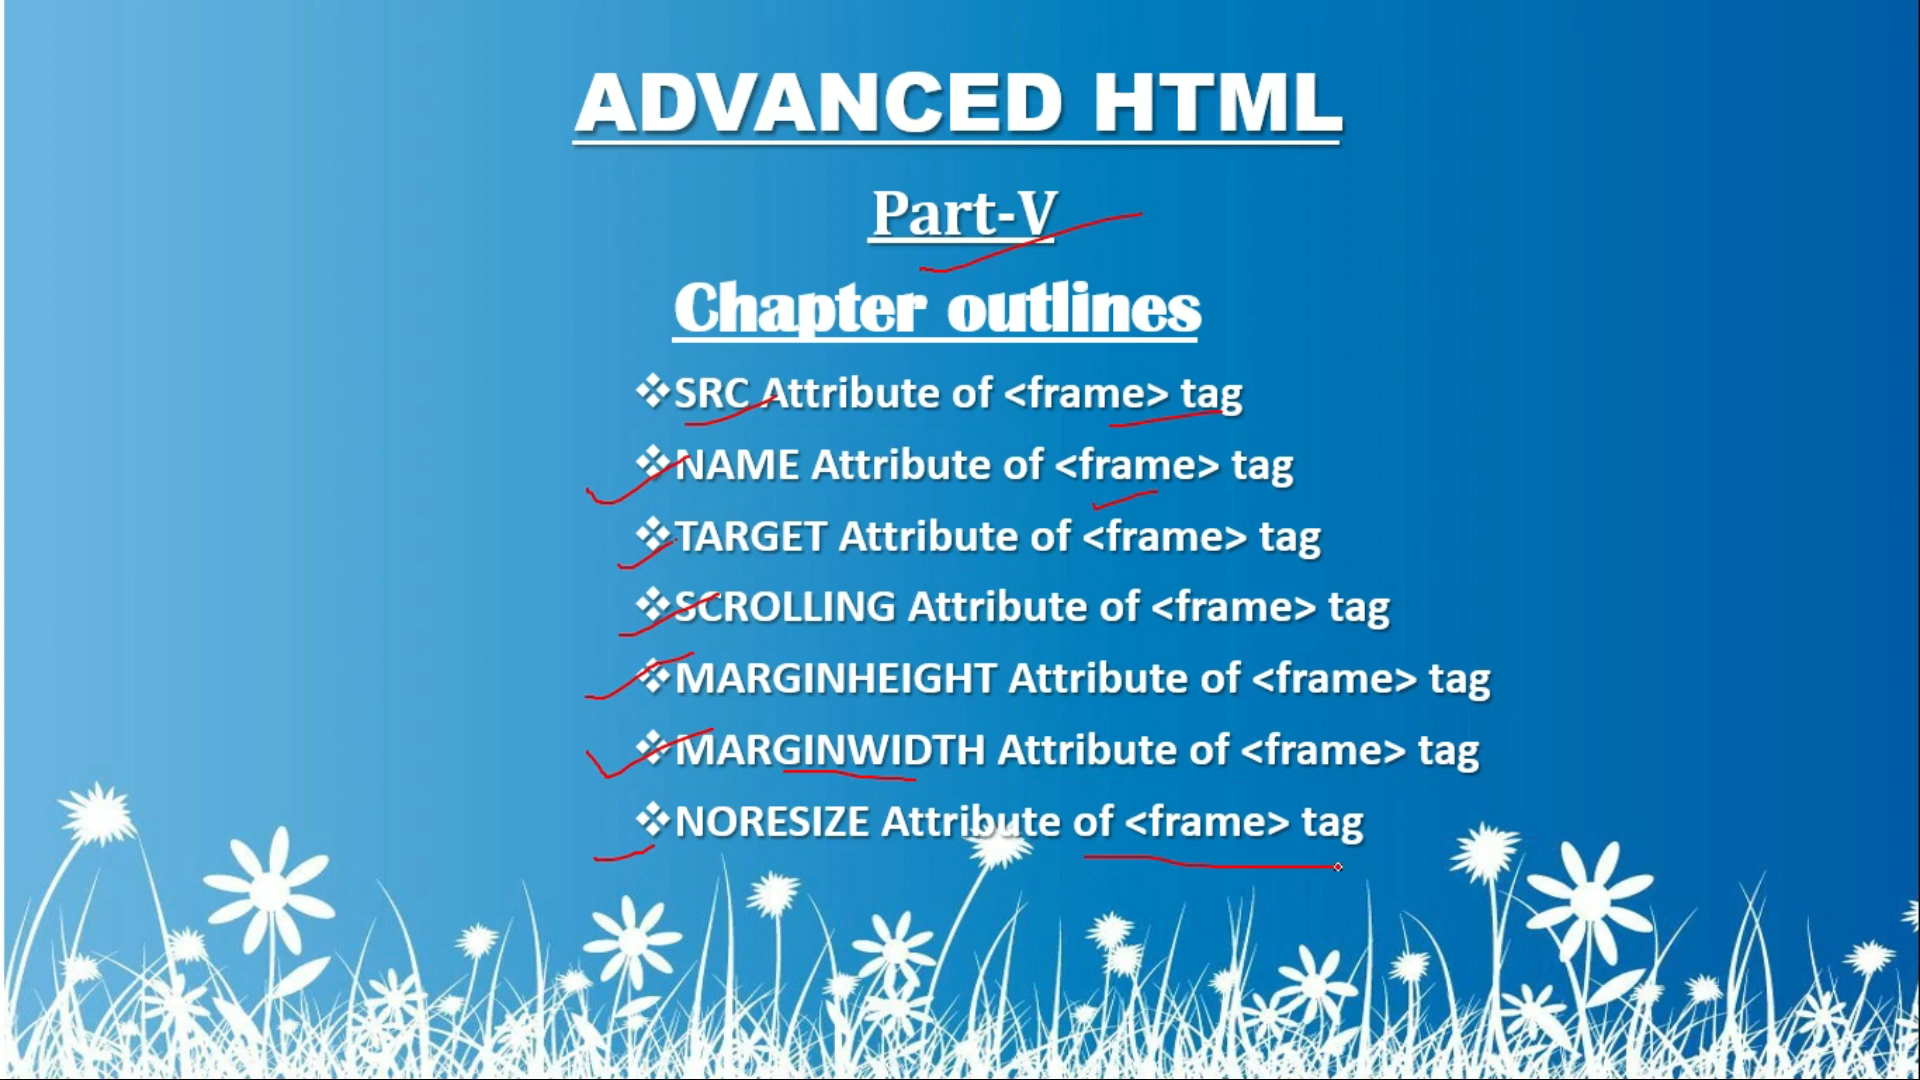 ADVANCED HTML
Part-V
Chapter outlines
❖SRC Attribute of <frame> tag
❖NAME Attribute of <frame> tag
❖TARGET Attribute of <frame> tag
❖SCROLLING Attribute of <frame> tag
❖MARGINHEIGHT Attribute of <frame> tag
❖MARGINWIDTH Attribute of <frame> tag
❖NORESIZE Attribute of <frame> tag